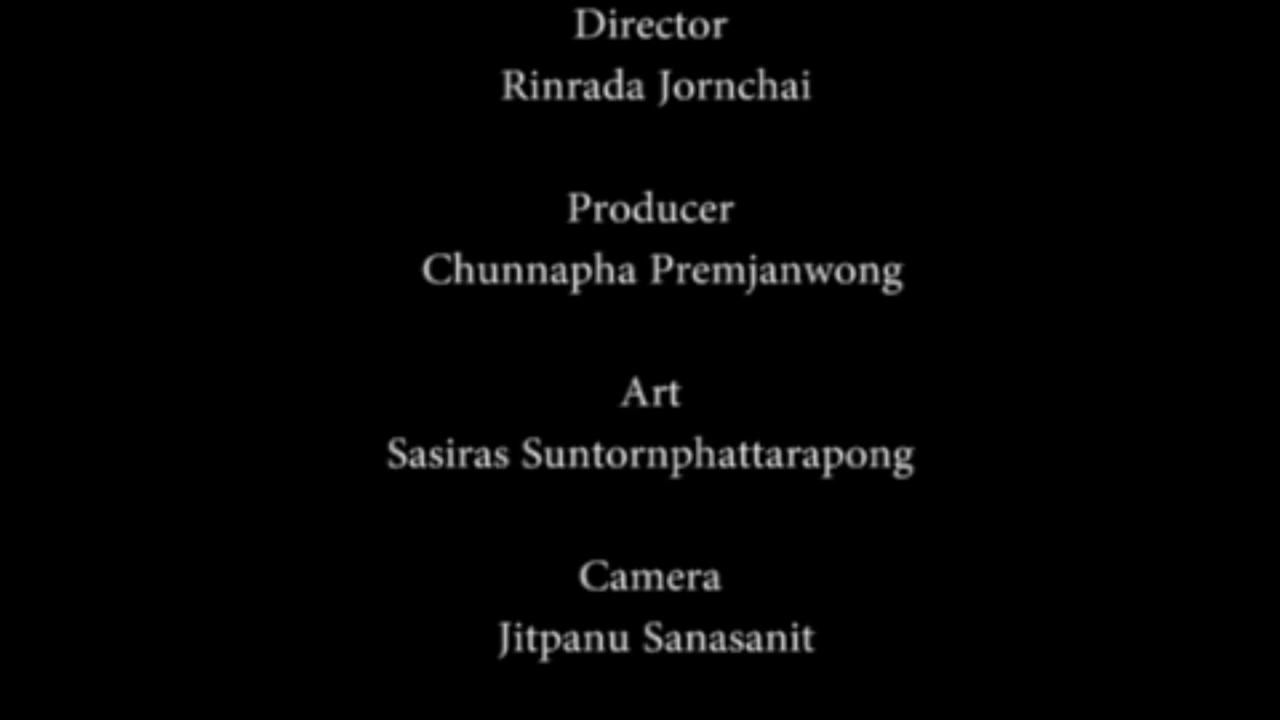 Director
Rinrada Jornchai
Producer
Chunnapha Premjanwong
Art
Sasiras Suntornphattarapong
Camera
Jitpanu Sanasanit